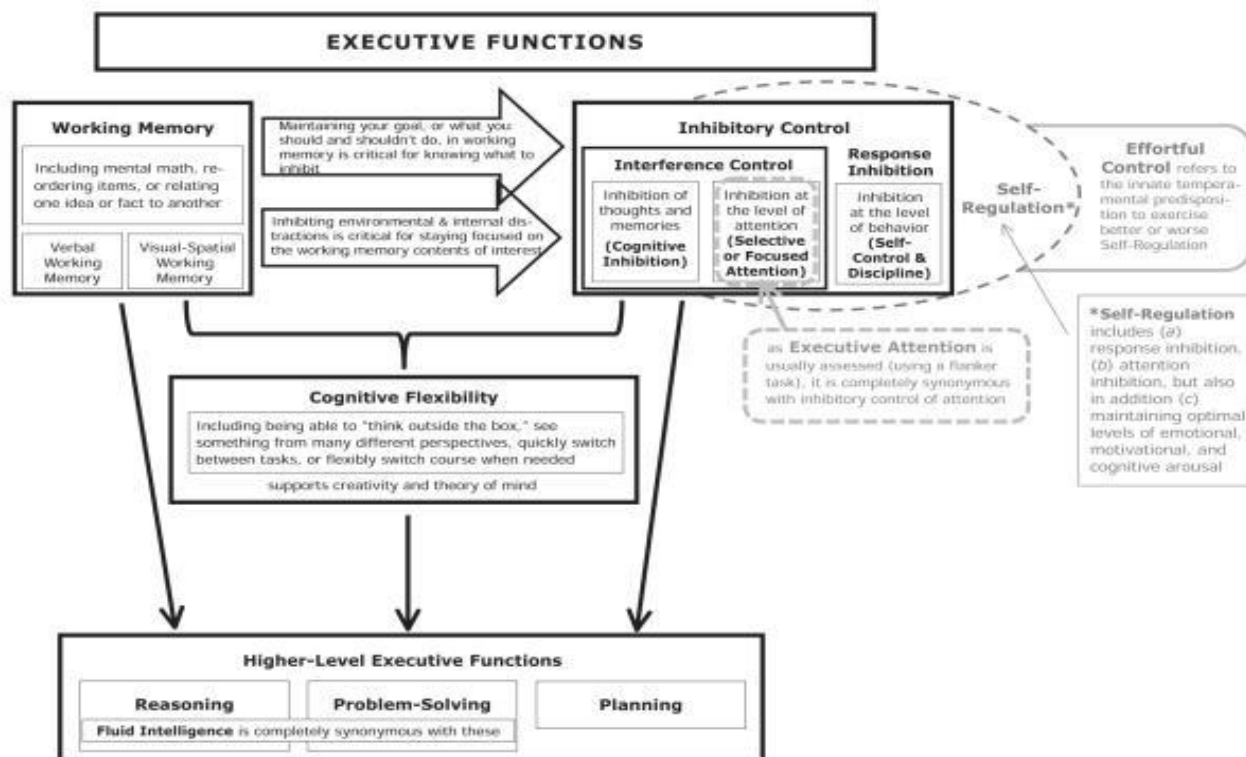 EXECUTIVE FUNCTIONS
Working Memory
Including mental math, re-
ordering items, or relating
one idea or fact to another
Verbal
Working
Memory
Visual-Spatial
Working
Memory
Maintaining your goal, or what you
should and shouldn't do, in working
memory is critical for knowing what to
inhibit
Inhibiting environmental & internal dis-
tractions is critical for staying focused on
the working memory contents of interest
Inhibitory Control
Interference Control
Inhibition of
thoughts and
memories
(Cognitive
Inhibition)
Inhibition at
the level of
attention
(Selective
or Focused
Attention)
Response
Inhibition
Inhibition
at the level
of behavior
(Self-
Control &
Discipline)
Self-
Regulation*
Effortful
Control refers to
the innate tempera-
mental predisposi-
tion to exercise
better or worse
Self-Regulation
*Self-Regulation
includes (a)
response inhibition,
(b) attention
inhibition, but also
in addition (c)
maintaining optimal
levels of emotional,
motivational, and
cognitive arousal
as Executive Attention is
usually assessed (using a flanker
task), it is completely synonymous
with inhibitory control of attention
Cognitive Flexibility
Including being able to "think outside the box," see
something from many different perspectives, quickly switch
between tasks, or flexibly switch course when needed
supports creativity and theory of mind
Higher-Level Executive Functions
Reasoning
Problem-Solving
Planning
Fluid Intelligence is completely synonymous with these